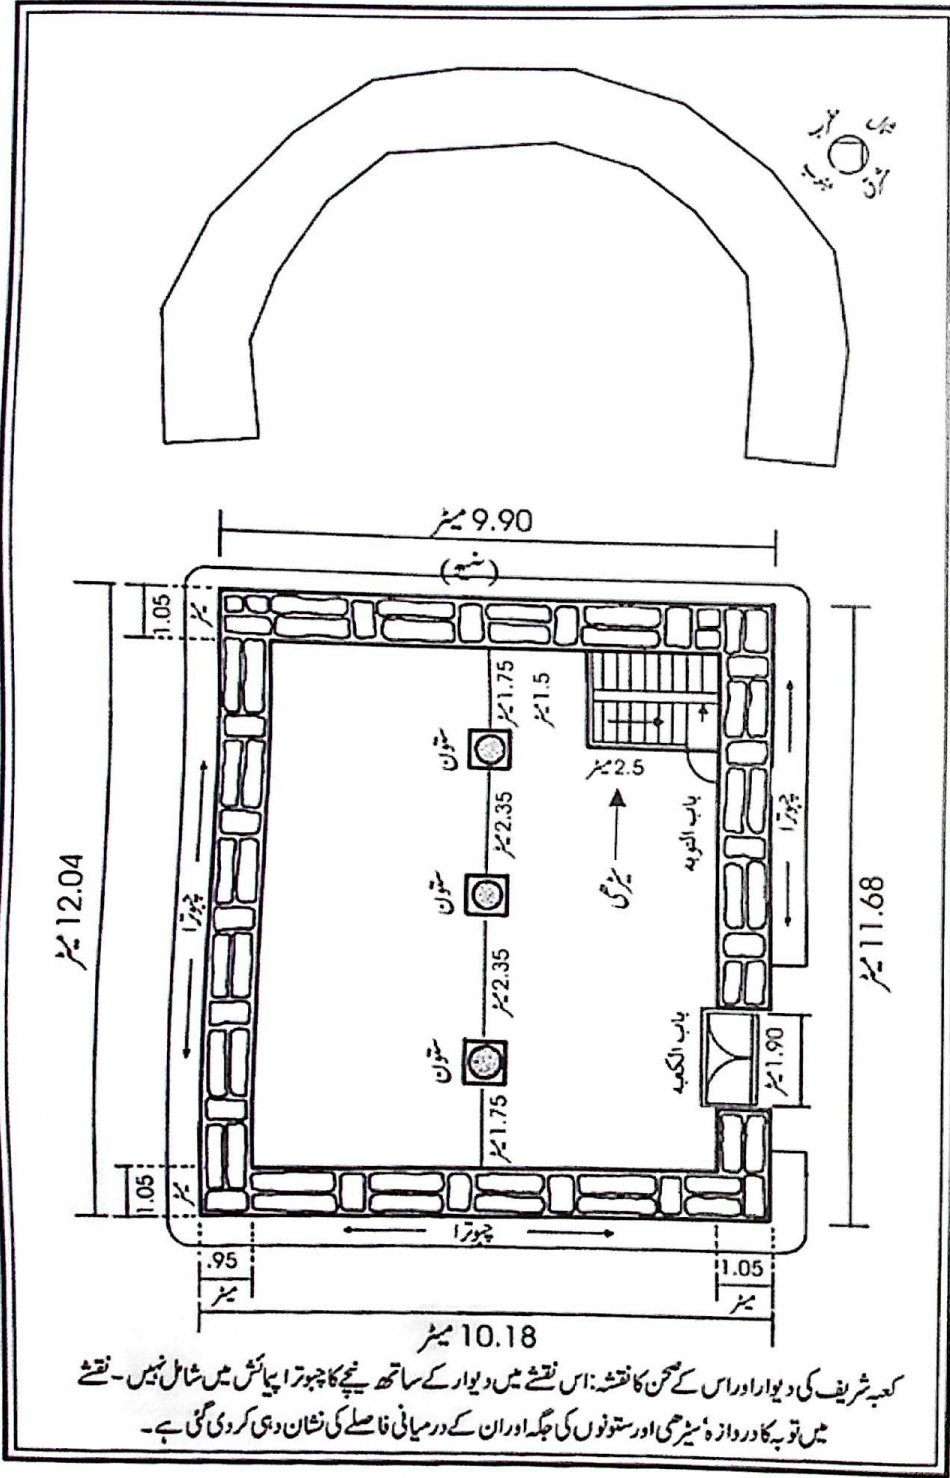 شمال
مغرب
جنوب
9.90 میٹر
1.05
میٹر
1.75 میٹر
1.5 میٹر
ستون
2.5 میٹر
باب التوبہ
چبوترا
چبوترا
2.35 میٹر
سیڑھی
ستون
12.04 میٹر
11.68 میٹر
2.35 میٹر
باب الکعبہ
ستون
1.90 میٹر
1.75 میٹر
1.05
میٹر
چبوترا
.95
میٹر
1.05
میٹر
10.18 میٹر
کعبہ شریف کی دیوار اور اس کے صحن کا نقشہ: اس نقشے میں دیوار کے ساتھ نیچے کا چبوترا پیمائش میں شامل نہیں۔ نقشے
میں توبہ کا دروازہ، سیڑھی اور ستونوں کی جگہ اور ان کے درمیانی فاصلے کی نشان دہی کر دی گئی ہے۔